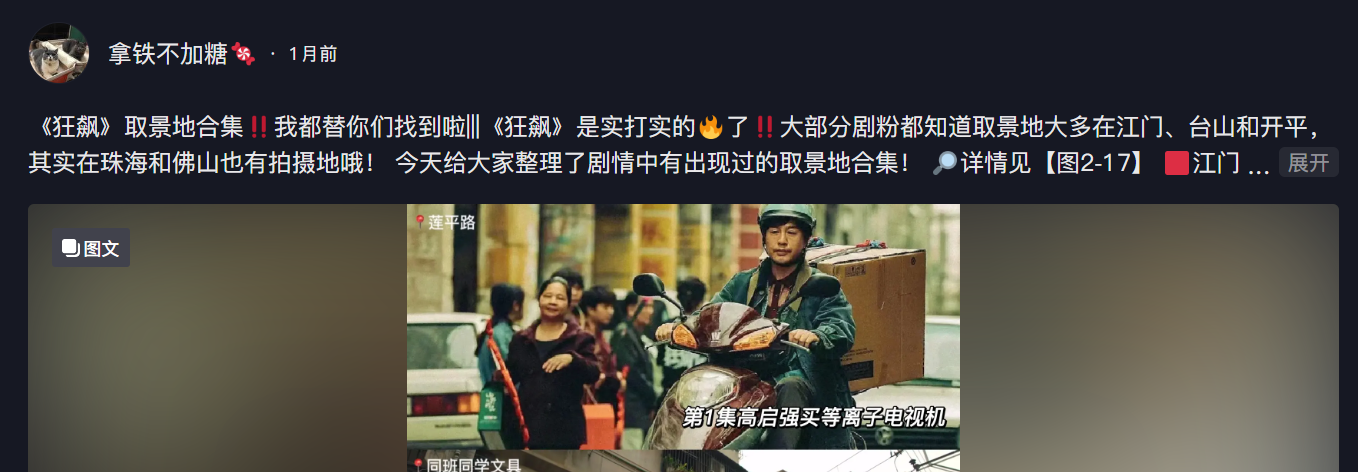 拿铁不加糖🍬 · 1月前
《狂飙》取景地合集‼️我都替你们找到啦|||《狂飙》是实打实的🔥了‼️大部分剧粉都知道取景地大多在江门、台山和开平，
其实在珠海和佛山也有拍摄地哦！ 今天给大家整理了剧情中有出现过的取景地合集！ 🔎详情见【图2-17】 🟥江门 ... 展开
图文
📍莲平路
第1集高启强买等离子电视机
📍同班同学文具